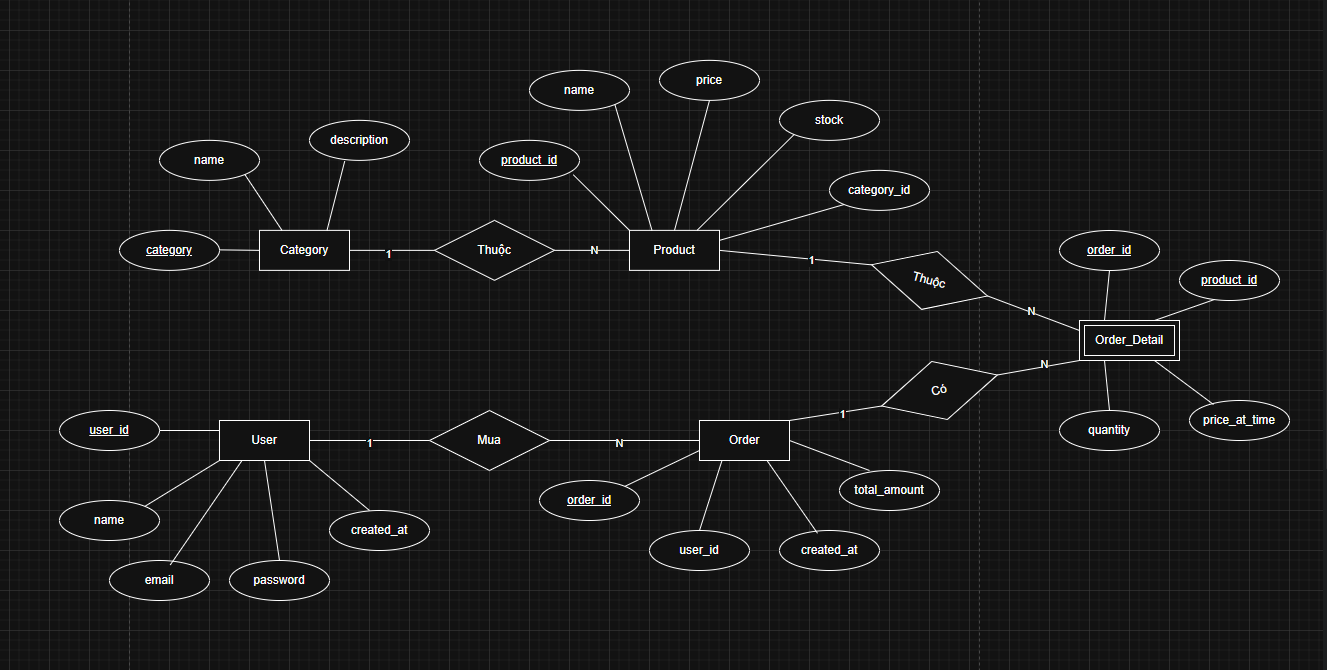 price
name
stock
description
name
product_id
category_id
category
Category
1
Thuộc
N
Product
1
Thuộc
N
order_id
product_id
Order_Detail
Cò
N
1
quantity
price_at_time
user_id
User
1
Mua
N
Order
order_id
total_amount
name
created_at
user_id
created_at
email
password